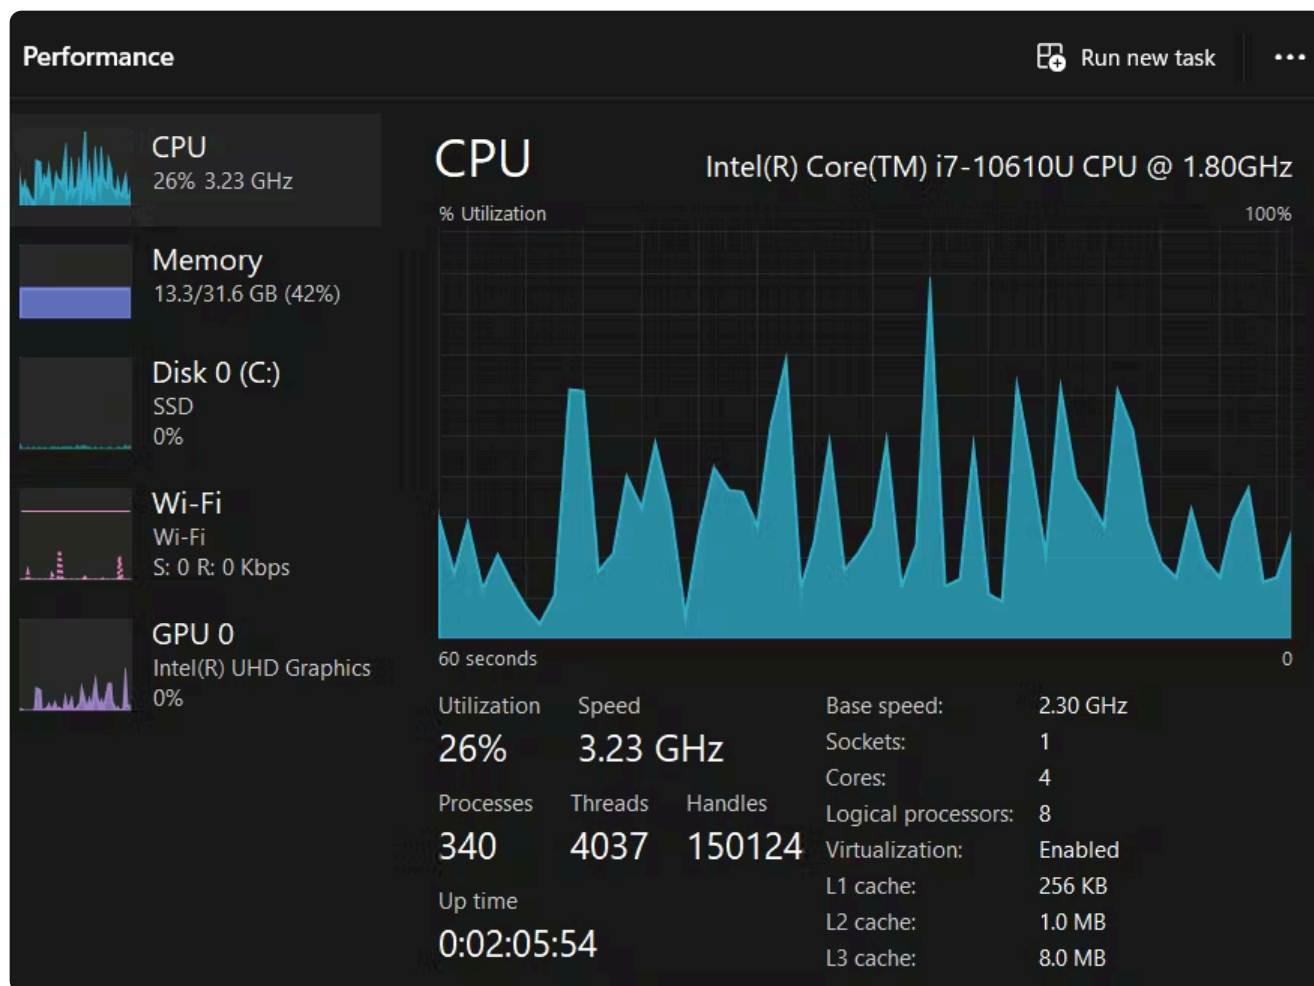 Performance
Run new task
CPU
26% 3.23 GHz
Memory
13.3/31.6 GB (42%)
Disk 0 (C:)
SSD
0%
Wi-Fi
Wi-Fi
S: 0 R: 0 Kbps
GPU 0
Intel(R) UHD Graphics
0%
CPU
Intel(R) Core(TM) i7-10610U CPU @ 1.80GHz
% Utilization 100%
60 seconds 0
Utilization Speed
26% 3.23 GHz
Processes Threads Handles
340 4037 150124
Up time
0:02:05:54
Base speed: 2.30 GHz
Sockets: 1
Cores: 4
Logical processors: 8
Virtualization: Enabled
L1 cache: 256 KB
L2 cache: 1.0 MB
L3 cache: 8.0 MB